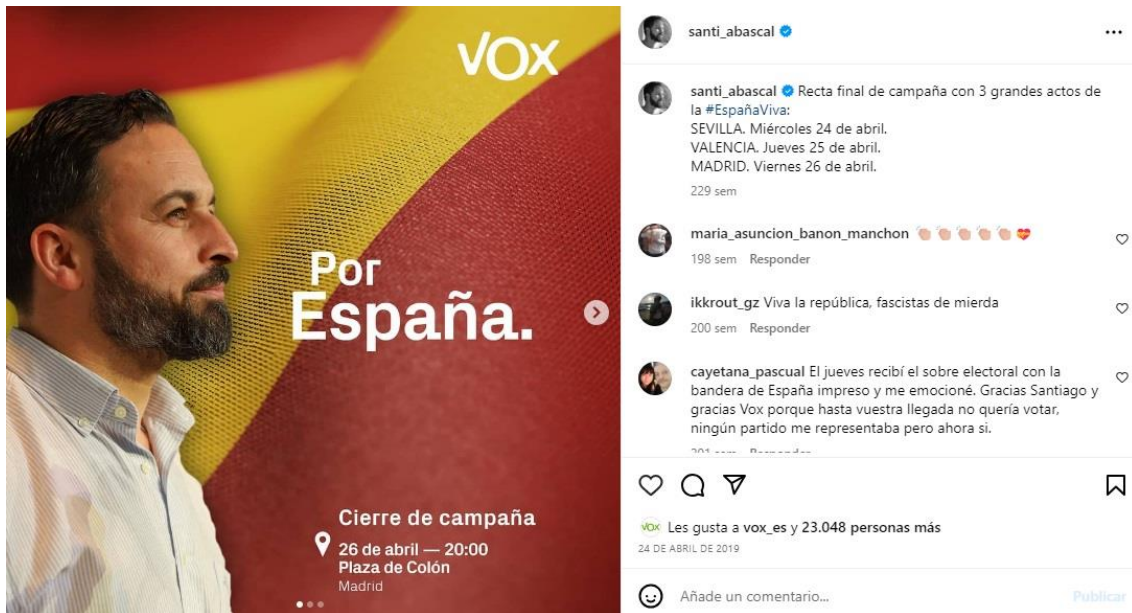 VOX
Por
España.
Cierre de campaña
26 de abril — 20:00
Plaza de Colón
Madrid
santi_abascal
santi_abascal Recta final de campaña con 3 grandes actos de
la #EspañaViva:
SEVILLA. Miércoles 24 de abril.
VALENCIA. Jueves 25 de abril.
MADRID. Viernes 26 de abril.
229 sem
maria_asuncion_banon_manchon 👏🏼👏🏼👏🏼👏🏼👏🏼💝
198 sem Responder
ikkrout_gz Viva la república, fascistas de mierda
200 sem Responder
cayetana_pascual El jueves recibí el sobre electoral con la
bandera de España impreso y me emocioné. Gracias Santiago y
gracias Vox porque hasta vuestra llegada no quería votar,
ningún partido me representaba pero ahora si.
VOX Les gusta a vox_es y 23.048 personas más
24 DE ABRIL DE 2019
Añade un comentario...
Publicar